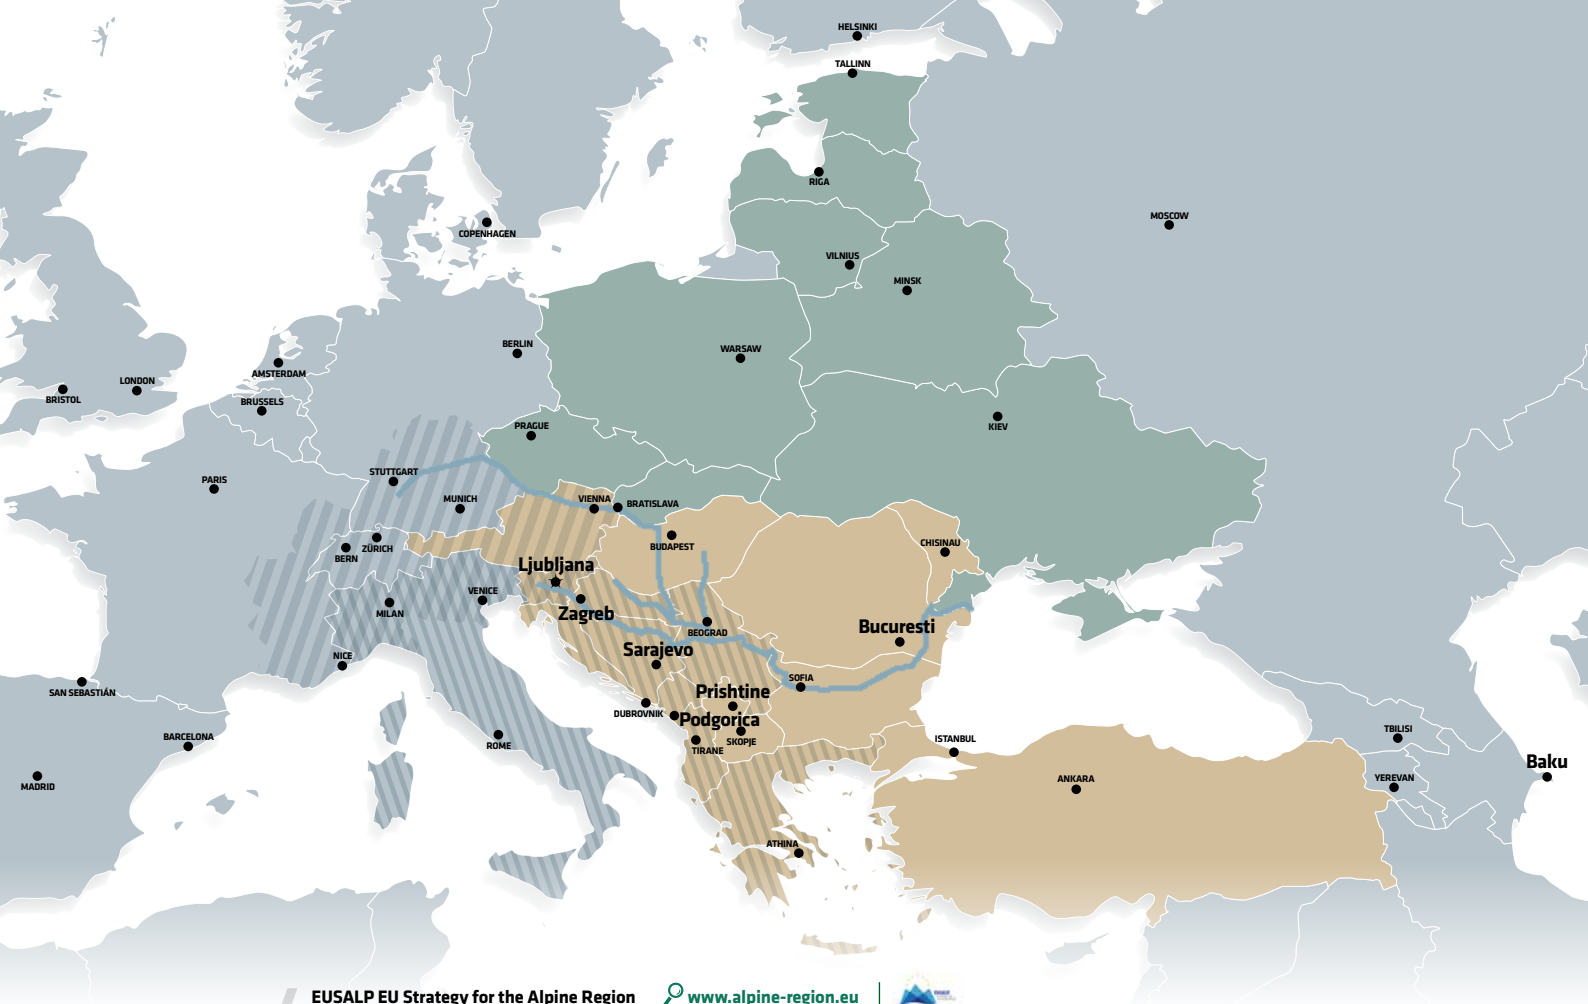 HELSINKI
TALLINN
RIGA
MOSCOW
COPENHAGEN
VILNIUS
MINSK
BERLIN
WARSAW
AMSTERDAM
LONDON
BRISTOL
BRUSSELS
PRAGUE
KIEV
STUTTGART
PARIS
MUNICH
VIENNA
BRATISLAVA
BUDAPEST
CHISINAU
BERN
ZÜRICH
Ljubljana
VENICE
MILAN
Zagreb
BEOGRAD
Bucuresti
Sarajevo
NICE
SAN SEBASTIÁN
SOFIA
Prishtine
DUBROVNIK
Podgorica
BARCELONA
ROME
TIRANE
SKOPJE
ISTANBUL
TBILISI
Baku
MADRID
ANKARA
YEREVAN
ATHINA
EUSALP EU Strategy for the Alpine Region
www.alpine-region.eu